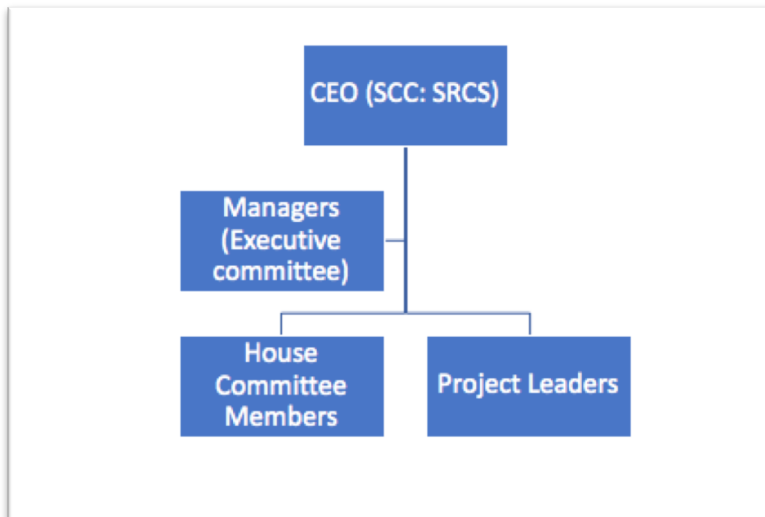 CEO (SCC: SRCS)
Managers
(Executive
committee)
House
Committee
Members
Project Leaders